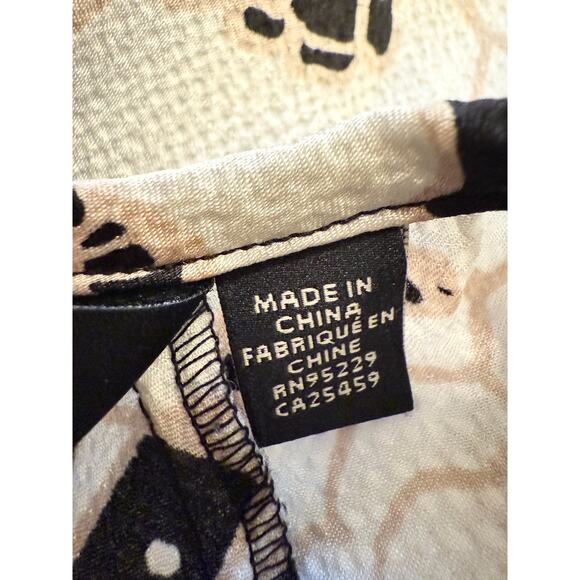 MADE IN
CHINA
FABRIQUÉ EN
CHINE
RN95229
CA25459